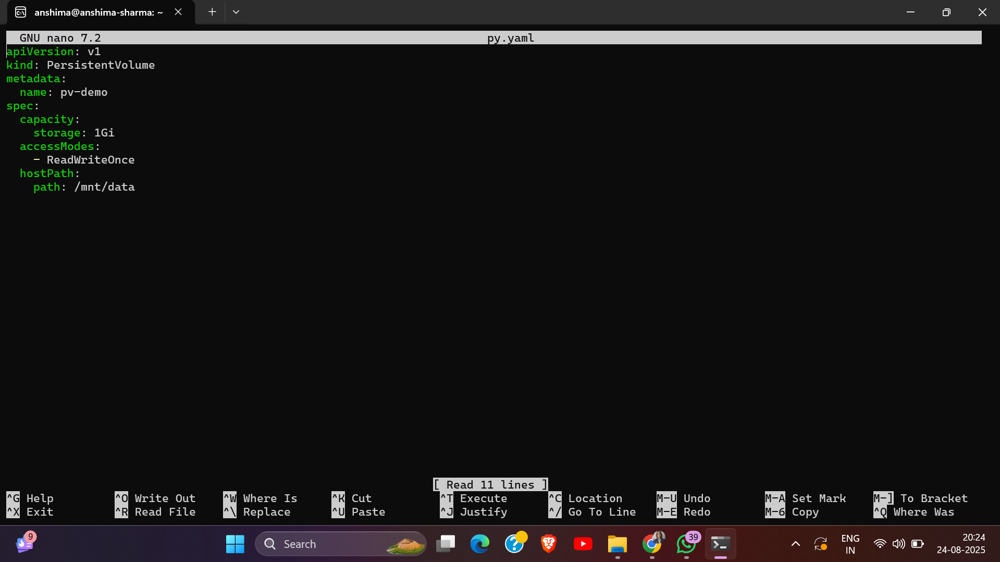 anshima@anshima-sharma: ~
GNU nano 7.2 py.yaml
apiVersion: v1
kind: PersistentVolume
metadata:
  name: pv-demo
spec:
  capacity:
    storage: 1Gi
  accessModes:
    - ReadWriteOnce
  hostPath:
    path: /mnt/data
[ Read 11 lines ]
^G Help ^O Write Out ^W Where Is ^K Cut ^T Execute ^C Location M-U Undo M-A Set Mark M-] To Bracket
^X Exit ^R Read File ^\ Replace ^U Paste ^J Justify ^/ Go To Line M-E Redo M-6 Copy ^Q Where Was
9
Search
39
ENG
IN
20:24
24-08-2025